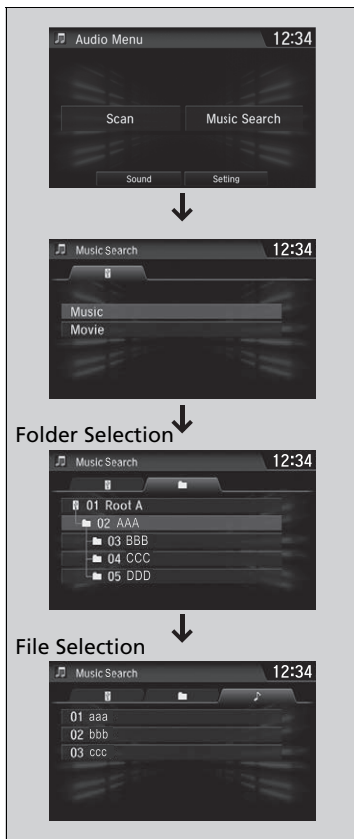 Audio Menu 12:34
Scan Music Search
Sound Setting
Music Search 12:34
Music
Movie
Folder Selection
Music Search 12:34
01 Root A
02 AAA
03 BBB
04 CCC
05 DDD
File Selection
Music Search 12:34
01 aaa
02 bbb
03 ccc